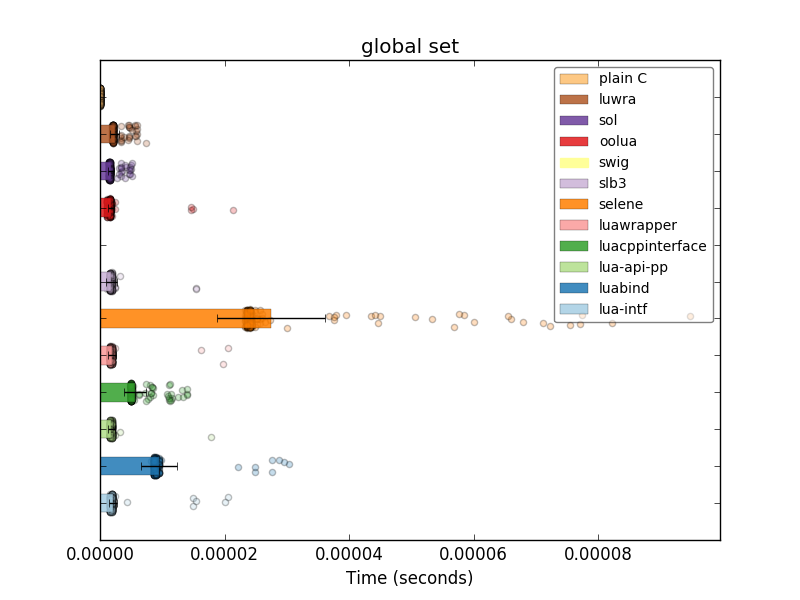 global set
plain C
luwra
sol
oolua
swig
slb3
selene
luawrapper
luacppinterface
lua-api-pp
luabind
lua-intf
0.00000 0.00002 0.00004 0.00006 0.00008
Time (seconds)